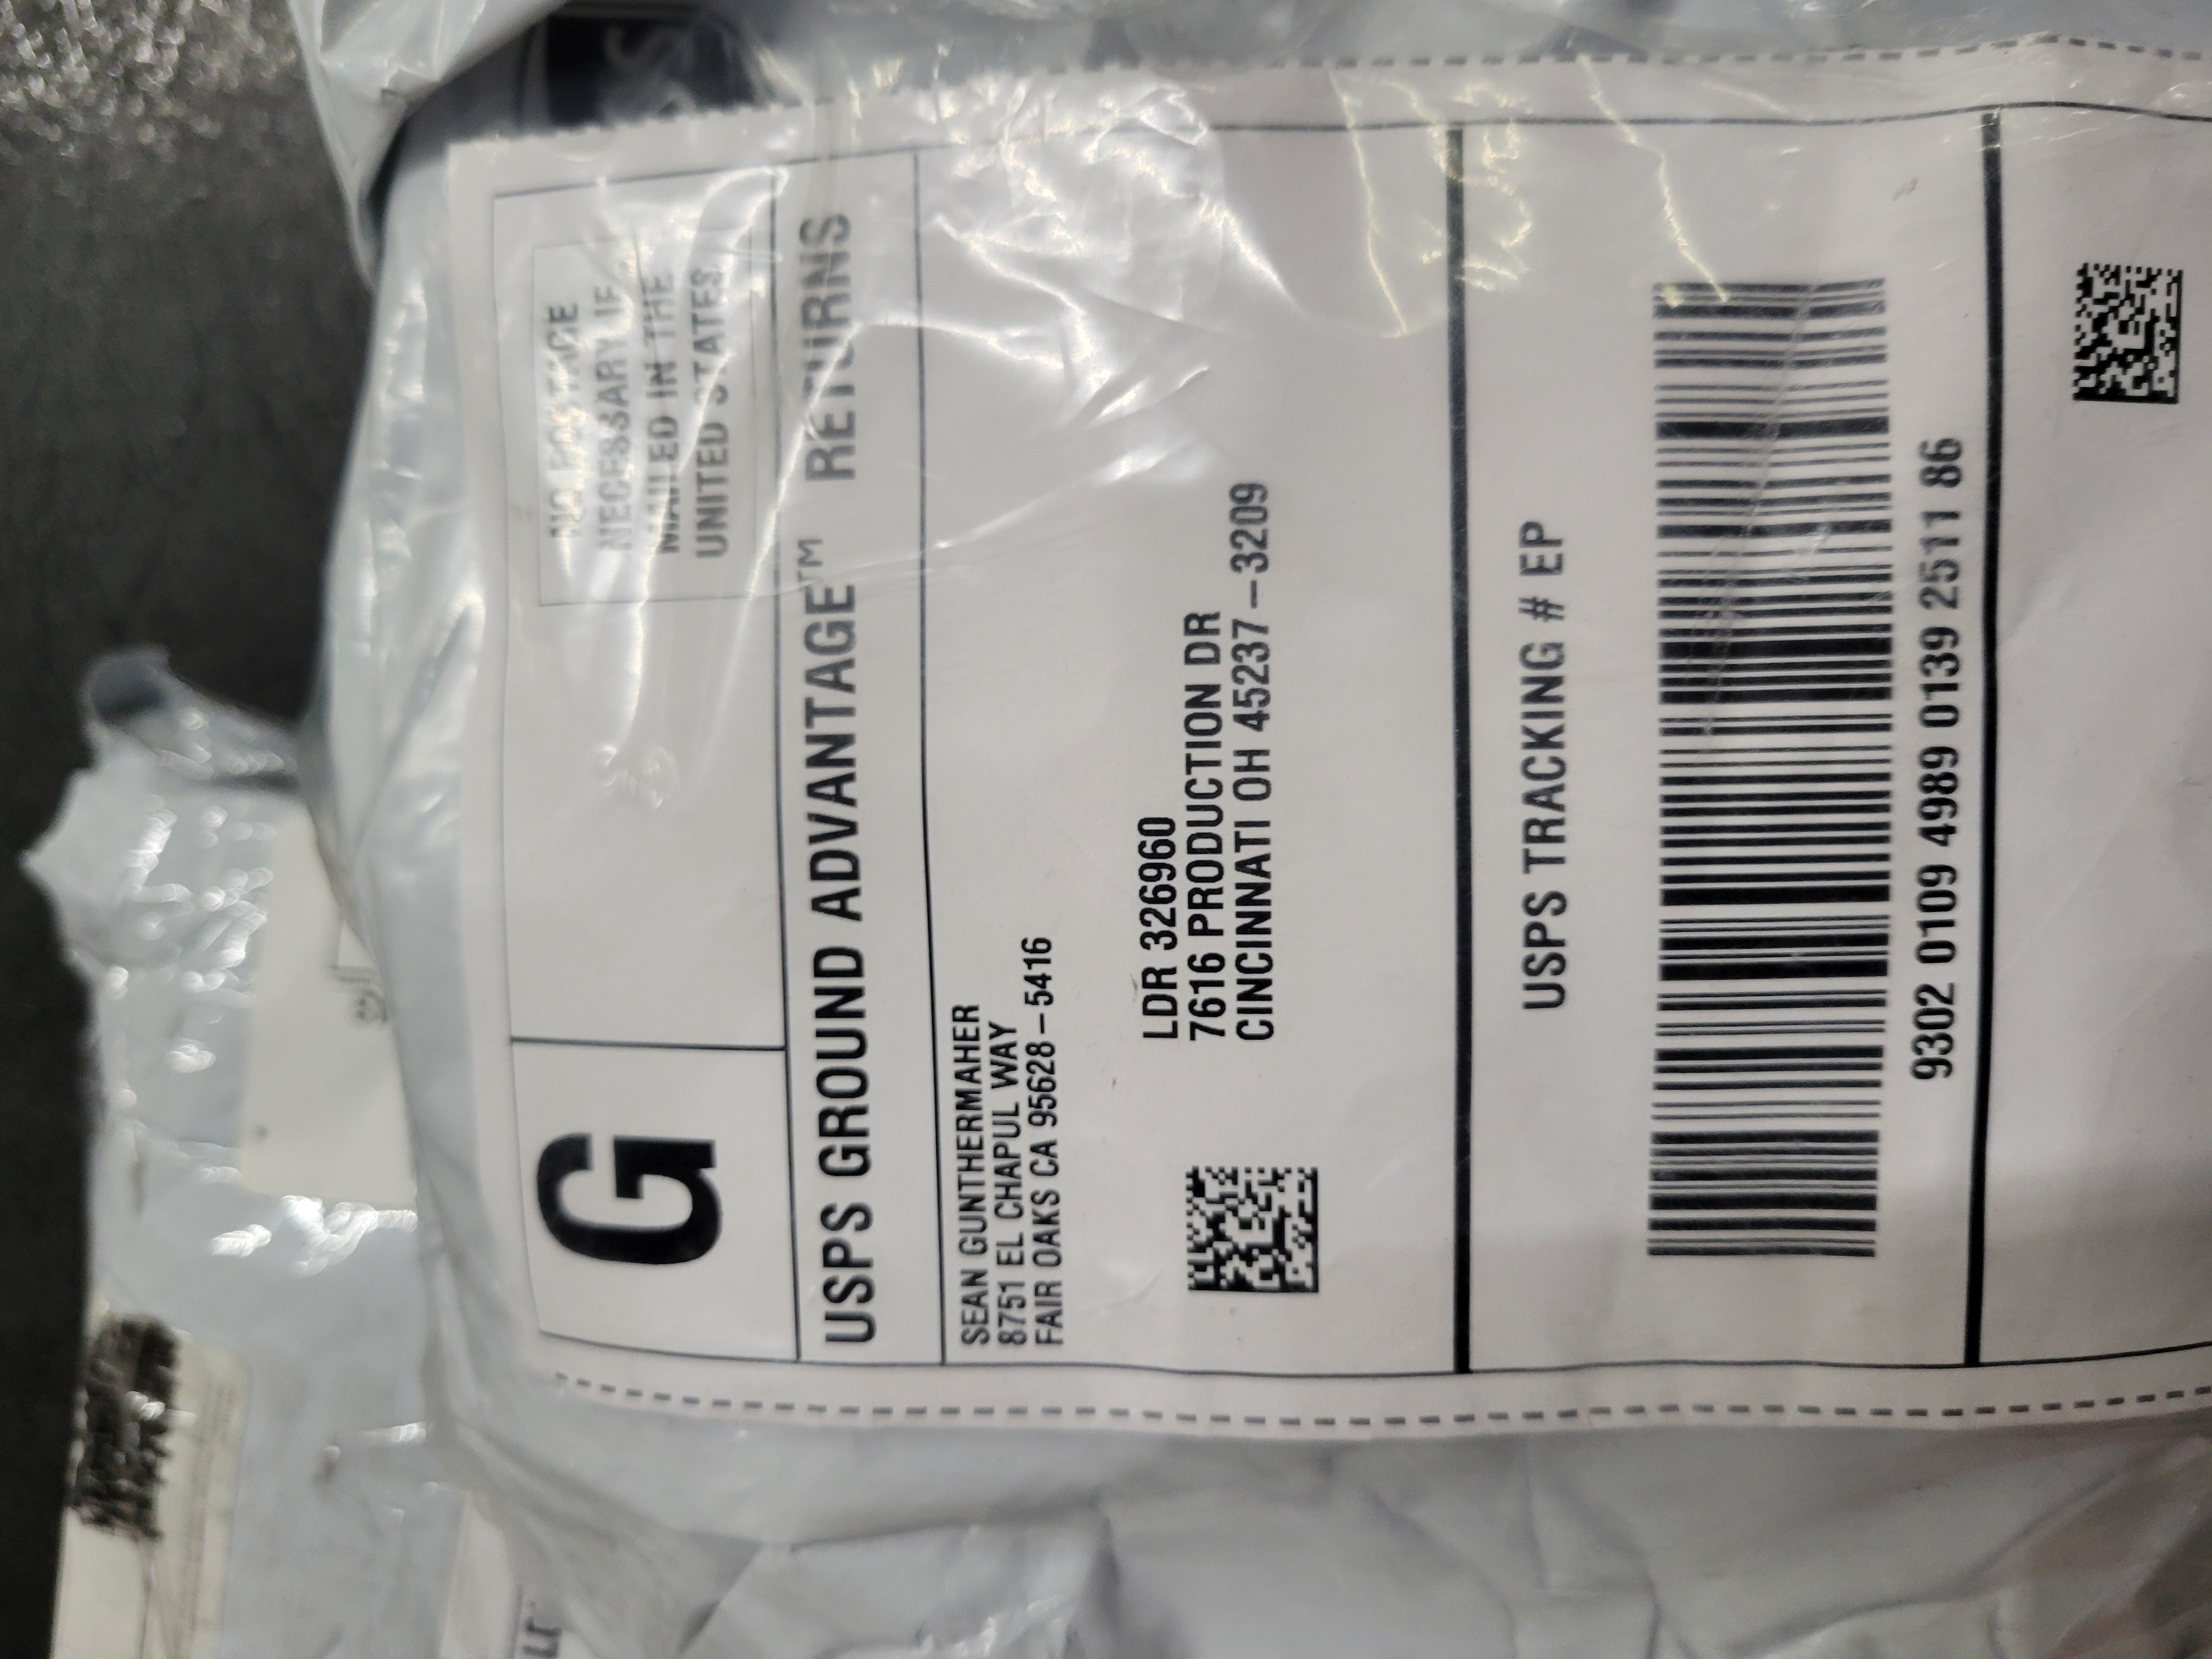 G
NO POSTAGE
NECESSARY IF
MAILED IN THE
UNITED STATES
USPS GROUND ADVANTAGE™ RETURNS
SEAN GUNTHERMAHER
8751 EL CHAPUL WAY
FAIR OAKS CA 95628-5416
LDR 326960
7616 PRODUCTION DR
CINCINNATI OH 45237-3209
USPS TRACKING # EP
9302 0109 4989 0139 2511 86